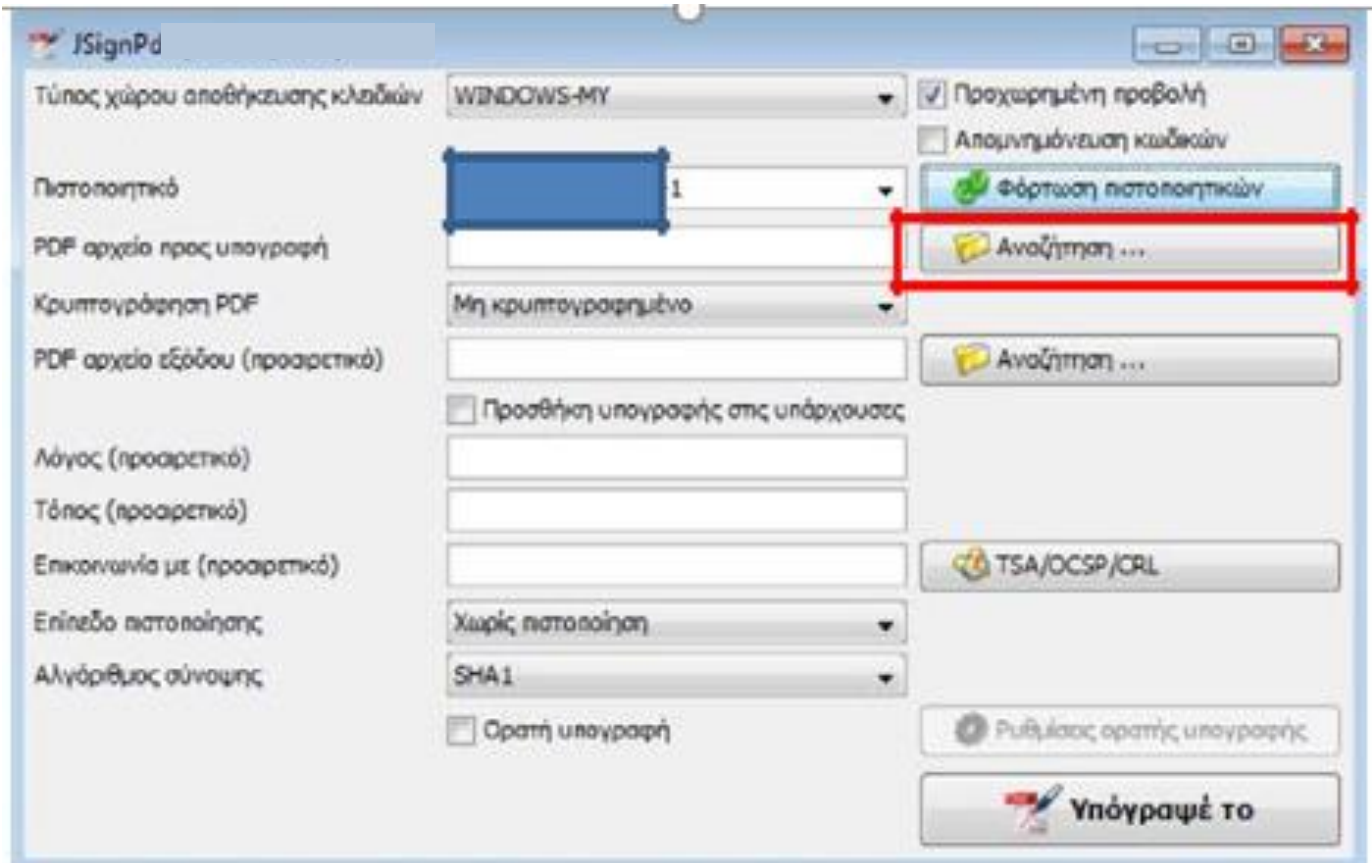 JSignPd
Τύπος χώρου αποθήκευσης κλειδιών WINDOWS-MY Προχωρημένη προβολή
Απομνημόνευση κωδικών
Πιστοποιητικό 1 Φόρτωση πιστοποιητικών
PDF αρχείο προς υπογραφή Αναζήτηση ...
Κρυπτογράφηση PDF Μη κρυπτογραφημένο
PDF αρχείο εξόδου (προαιρετικό) Αναζήτηση ...
Προσθήκη υπογραφής στις υπάρχουσες
Λόγος (προαιρετικό)
Τόπος (προαιρετικό)
Επικοινωνία με (προαιρετικό) TSA/OCSP/CRL
Επίπεδο πιστοποίησης Χωρίς πιστοποίηση
Αλγόριθμος σύνοψης SHA1
Ορατή υπογραφή Ρυθμίσεις ορατής υπογραφής
Υπόγραψέ το